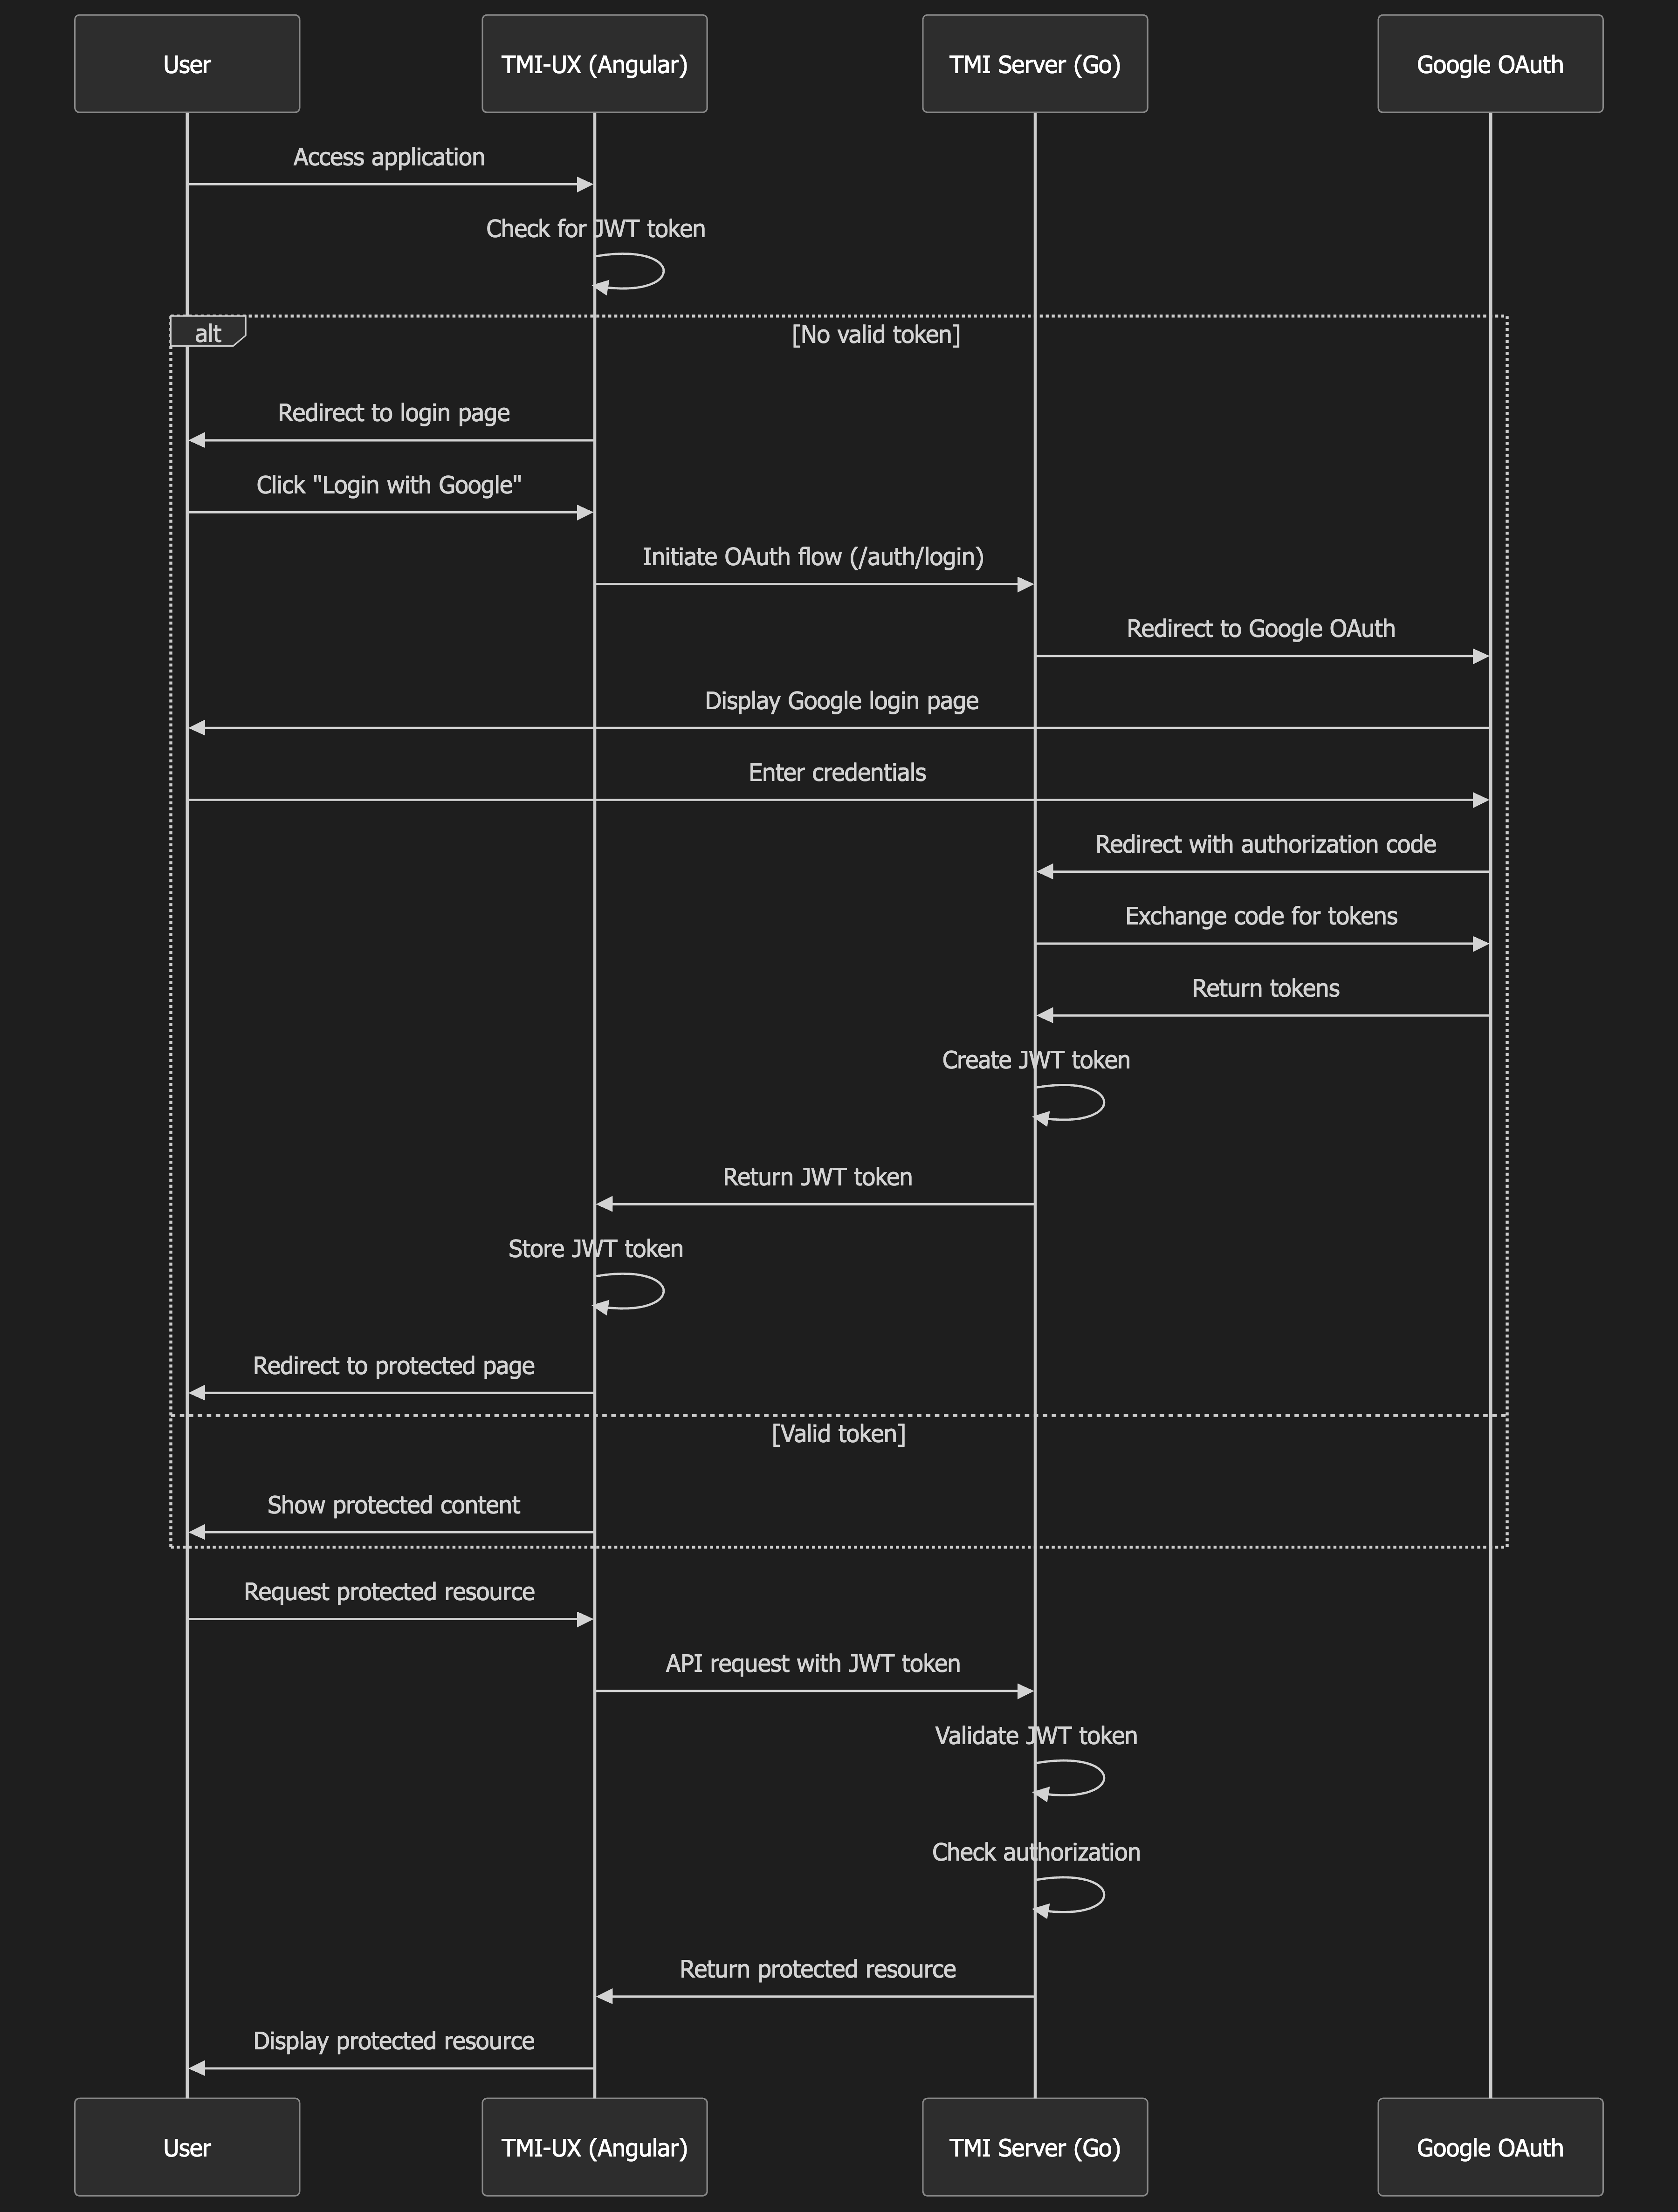 User
TMI-UX (Angular)
TMI Server (Go)
Google OAuth
Access application
Check for JWT token
alt
[No valid token]
Redirect to login page
Click "Login with Google"
Initiate OAuth flow (/auth/login)
Redirect to Google OAuth
Display Google login page
Enter credentials
Redirect with authorization code
Exchange code for tokens
Return tokens
Create JWT token
Return JWT token
Store JWT token
Redirect to protected page
[Valid token]
Show protected content
Request protected resource
API request with JWT token
Validate JWT token
Check authorization
Return protected resource
Display protected resource
User
TMI-UX (Angular)
TMI Server (Go)
Google OAuth